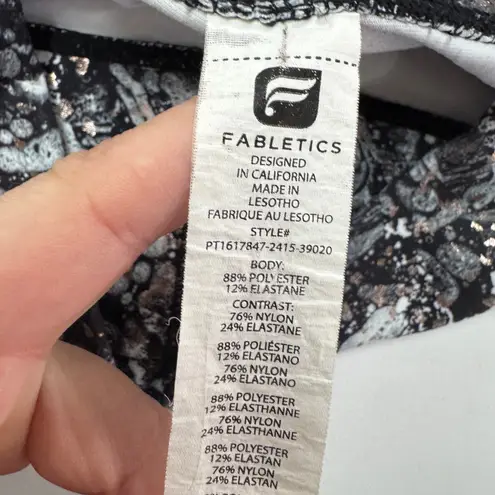 FABLETICS
DESIGNED
IN CALIFORNIA
MADE IN
LESOTHO
FABRIQUE AU LESOTHO
STYLE#
PT1617847-2415-39020
BODY:
88% POLYESTER
12% ELASTANE
CONTRAST:
76% NYLON
24% ELASTANE
88% POLIÉSTER
12% ELASTANO
76% NYLON
24% ELASTANO
88% POLYESTER
12% ELASTHANNE
76% NYLON
24% ELASTHANNE
88% POLYESTER
12% ELASTAN
76% NYLON
24% ELASTAN